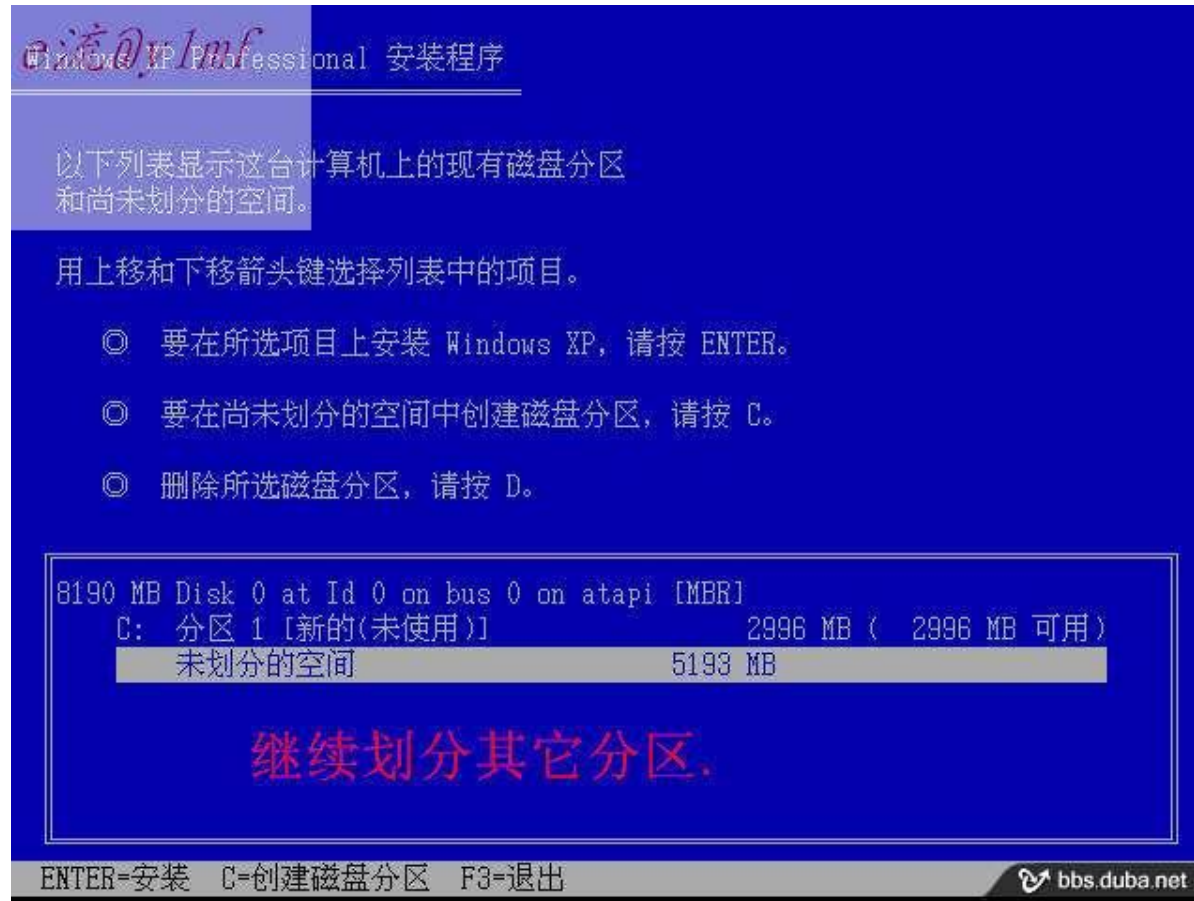 e流@ylmf
Windows XP Professional 安装程序
以下列表显示这台计算机上的现有磁盘分区
和尚未划分的空间。
用上移和下移箭头键选择列表中的项目。
◎ 要在所选项目上安装 Windows XP，请按 ENTER。
◎ 要在尚未划分的空间中创建磁盘分区，请按 C。
◎ 删除所选磁盘分区，请按 D。
8190 MB Disk 0 at Id 0 on bus 0 on atapi [MBR]
C: 分区 1 [新的(未使用)] 2996 MB ( 2996 MB 可用)
未划分的空间 5193 MB
继续划分其它分区.
ENTER=安装 C=创建磁盘分区 F3=退出
bbs.duba.net